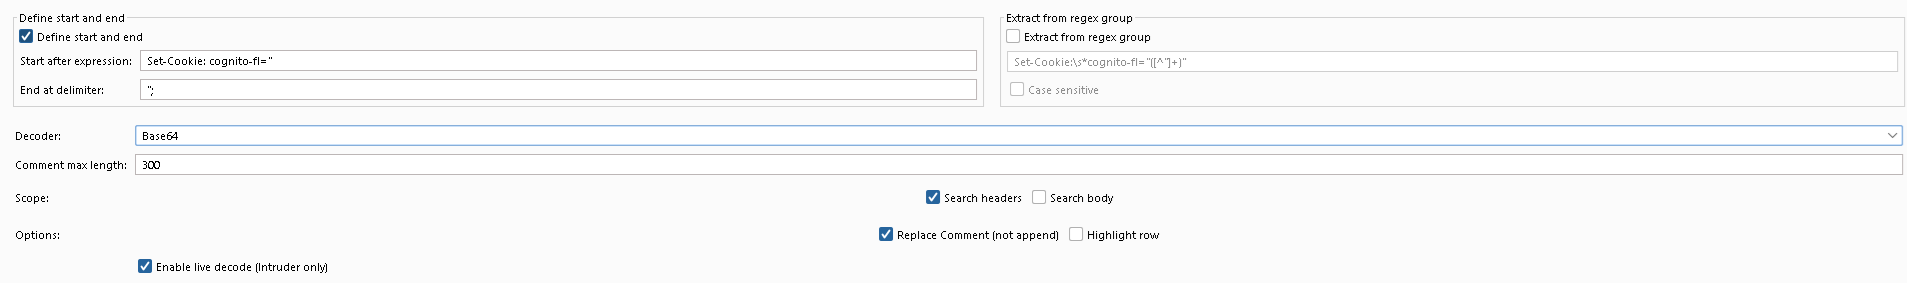 Define start and end
Define start and end
Start after expression: Set-Cookie: cognito-fl="
End at delimiter: ";
Extract from regex group
Extract from regex group
Set-Cookie:\s*cognito-fl="([^"]+)"
Case sensitive
Decoder: Base64
Comment max length: 300
Scope: Search headers Search body
Options: Replace Comment (not append) Highlight row
Enable live decode (Intruder only)